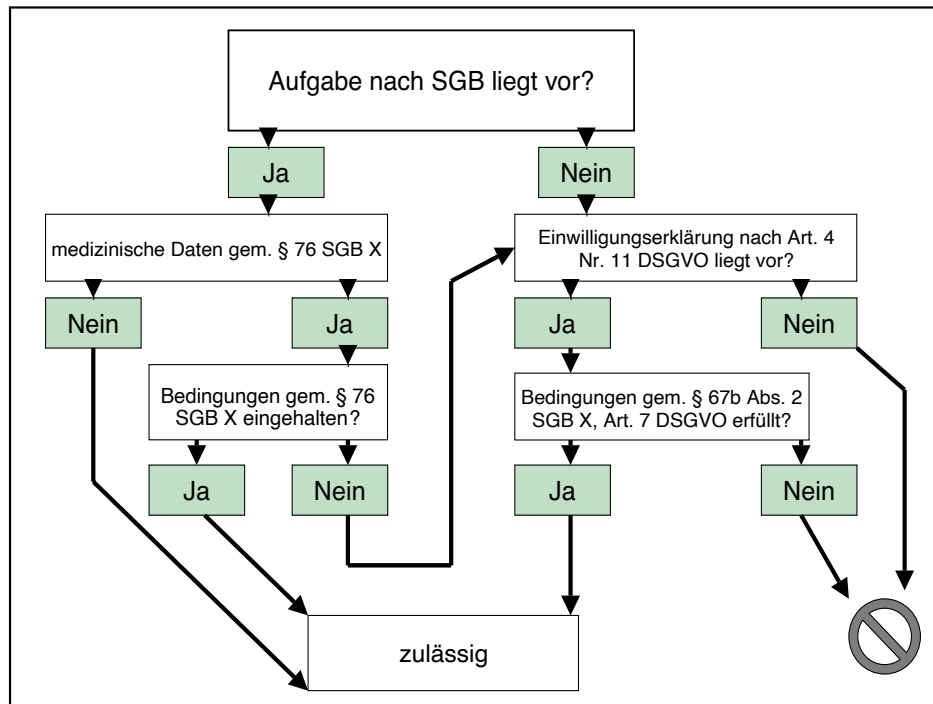 Aufgabe nach SGB liegt vor?
Ja
Nein
medizinische Daten gem. § 76 SGB X
Einwilligungserklärung nach Art. 4
Nr. 11 DSGVO liegt vor?
Nein
Ja
Ja
Nein
Bedingungen gem. § 76
SGB X eingehalten?
Bedingungen gem. § 67b Abs. 2
SGB X, Art. 7 DSGVO erfüllt?
Ja
Nein
Ja
Nein
zulässig